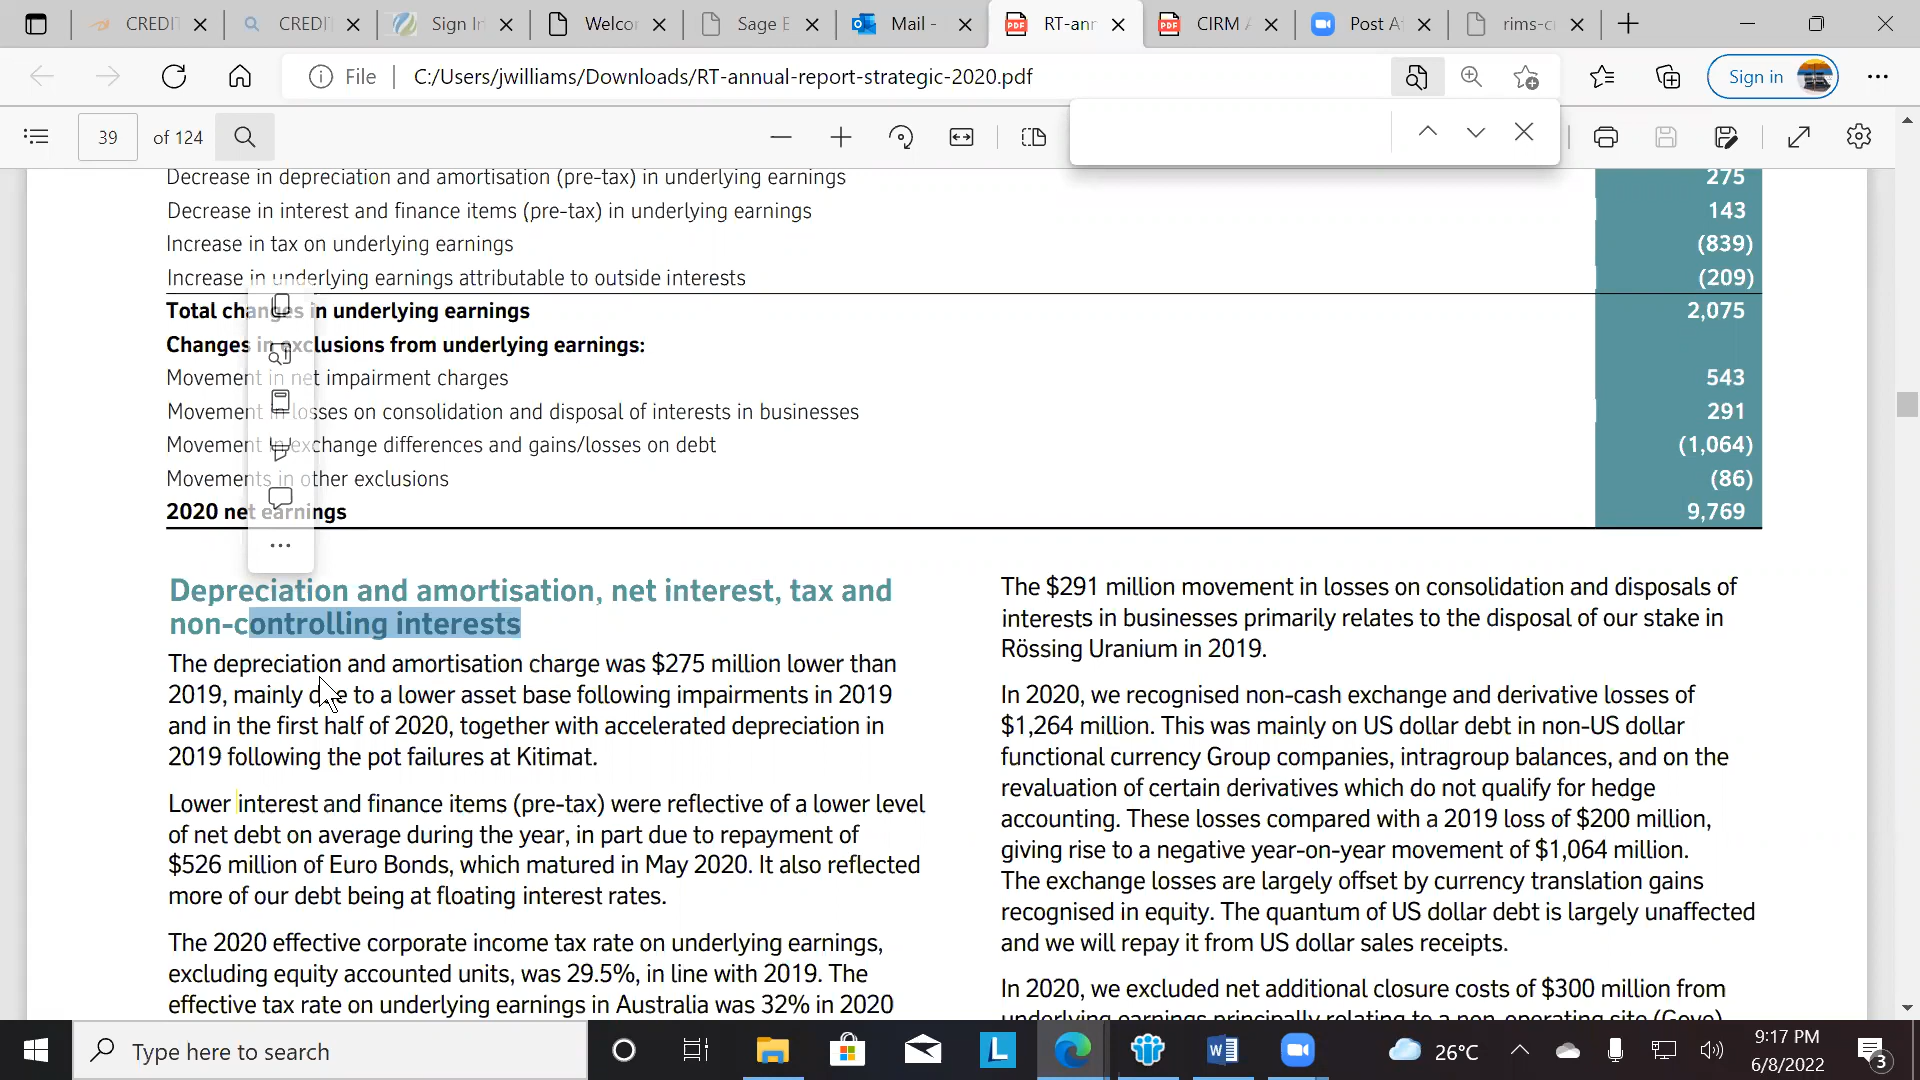 CREDIT
CREDIT
Sign In
Welcor
Sage E
Mail -
RT-ann
CIRM A
Post A
rims-c
File
C:/Users/jwilliams/Downloads/RT-annual-report-strategic-2020.pdf
Sign in
39
of 124
Decrease in depreciation and amortisation (pre-tax) in underlying earnings 275
Decrease in interest and finance items (pre-tax) in underlying earnings 143
Increase in tax on underlying earnings (839)
Increase in underlying earnings attributable to outside interests (209)
Total changes in underlying earnings 2,075
Changes in exclusions from underlying earnings:
Movement in net impairment charges 543
Movement in losses on consolidation and disposal of interests in businesses 291
Movement in exchange differences and gains/losses on debt (1,064)
Movements in other exclusions (86)
2020 net earnings 9,769
Depreciation and amortisation, net interest, tax and
non-controlling interests
The depreciation and amortisation charge was $275 million lower than
2019, mainly due to a lower asset base following impairments in 2019
and in the first half of 2020, together with accelerated depreciation in
2019 following the pot failures at Kitimat.
Lower interest and finance items (pre-tax) were reflective of a lower level
of net debt on average during the year, in part due to repayment of
$526 million of Euro Bonds, which matured in May 2020. It also reflected
more of our debt being at floating interest rates.
The 2020 effective corporate income tax rate on underlying earnings,
excluding equity accounted units, was 29.5%, in line with 2019. The
effective tax rate on underlying earnings in Australia was 32% in 2020
The $291 million movement in losses on consolidation and disposals of
interests in businesses primarily relates to the disposal of our stake in
Rössing Uranium in 2019.
In 2020, we recognised non-cash exchange and derivative losses of
$1,264 million. This was mainly on US dollar debt in non-US dollar
functional currency Group companies, intragroup balances, and on the
revaluation of certain derivatives which do not qualify for hedge
accounting. These losses compared with a 2019 loss of $200 million,
giving rise to a negative year-on-year movement of $1,064 million.
The exchange losses are largely offset by currency translation gains
recognised in equity. The quantum of US dollar debt is largely unaffected
and we will repay it from US dollar sales receipts.
In 2020, we excluded net additional closure costs of $300 million from
underlying earnings principally relating to a non-operating site (Gove)
Type here to search
26°C
9:17 PM
6/8/2022
3